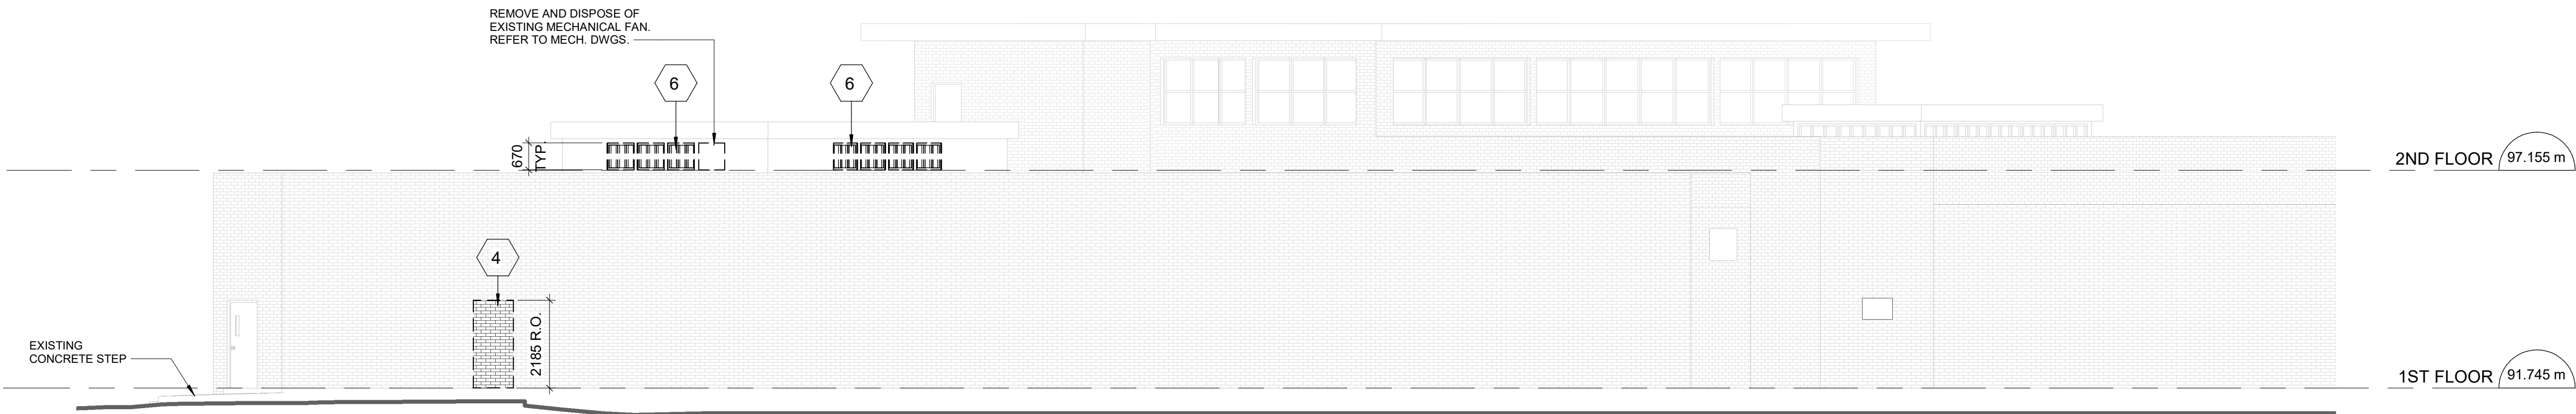 REMOVE AND DISPOSE OF
EXISTING MECHANICAL FAN.
REFER TO MECH. DWGS.
6
6
670
TYP.
2ND FLOOR 97.155 m
4
2185 R.O.
EXISTING
CONCRETE STEP
1ST FLOOR 91.745 m